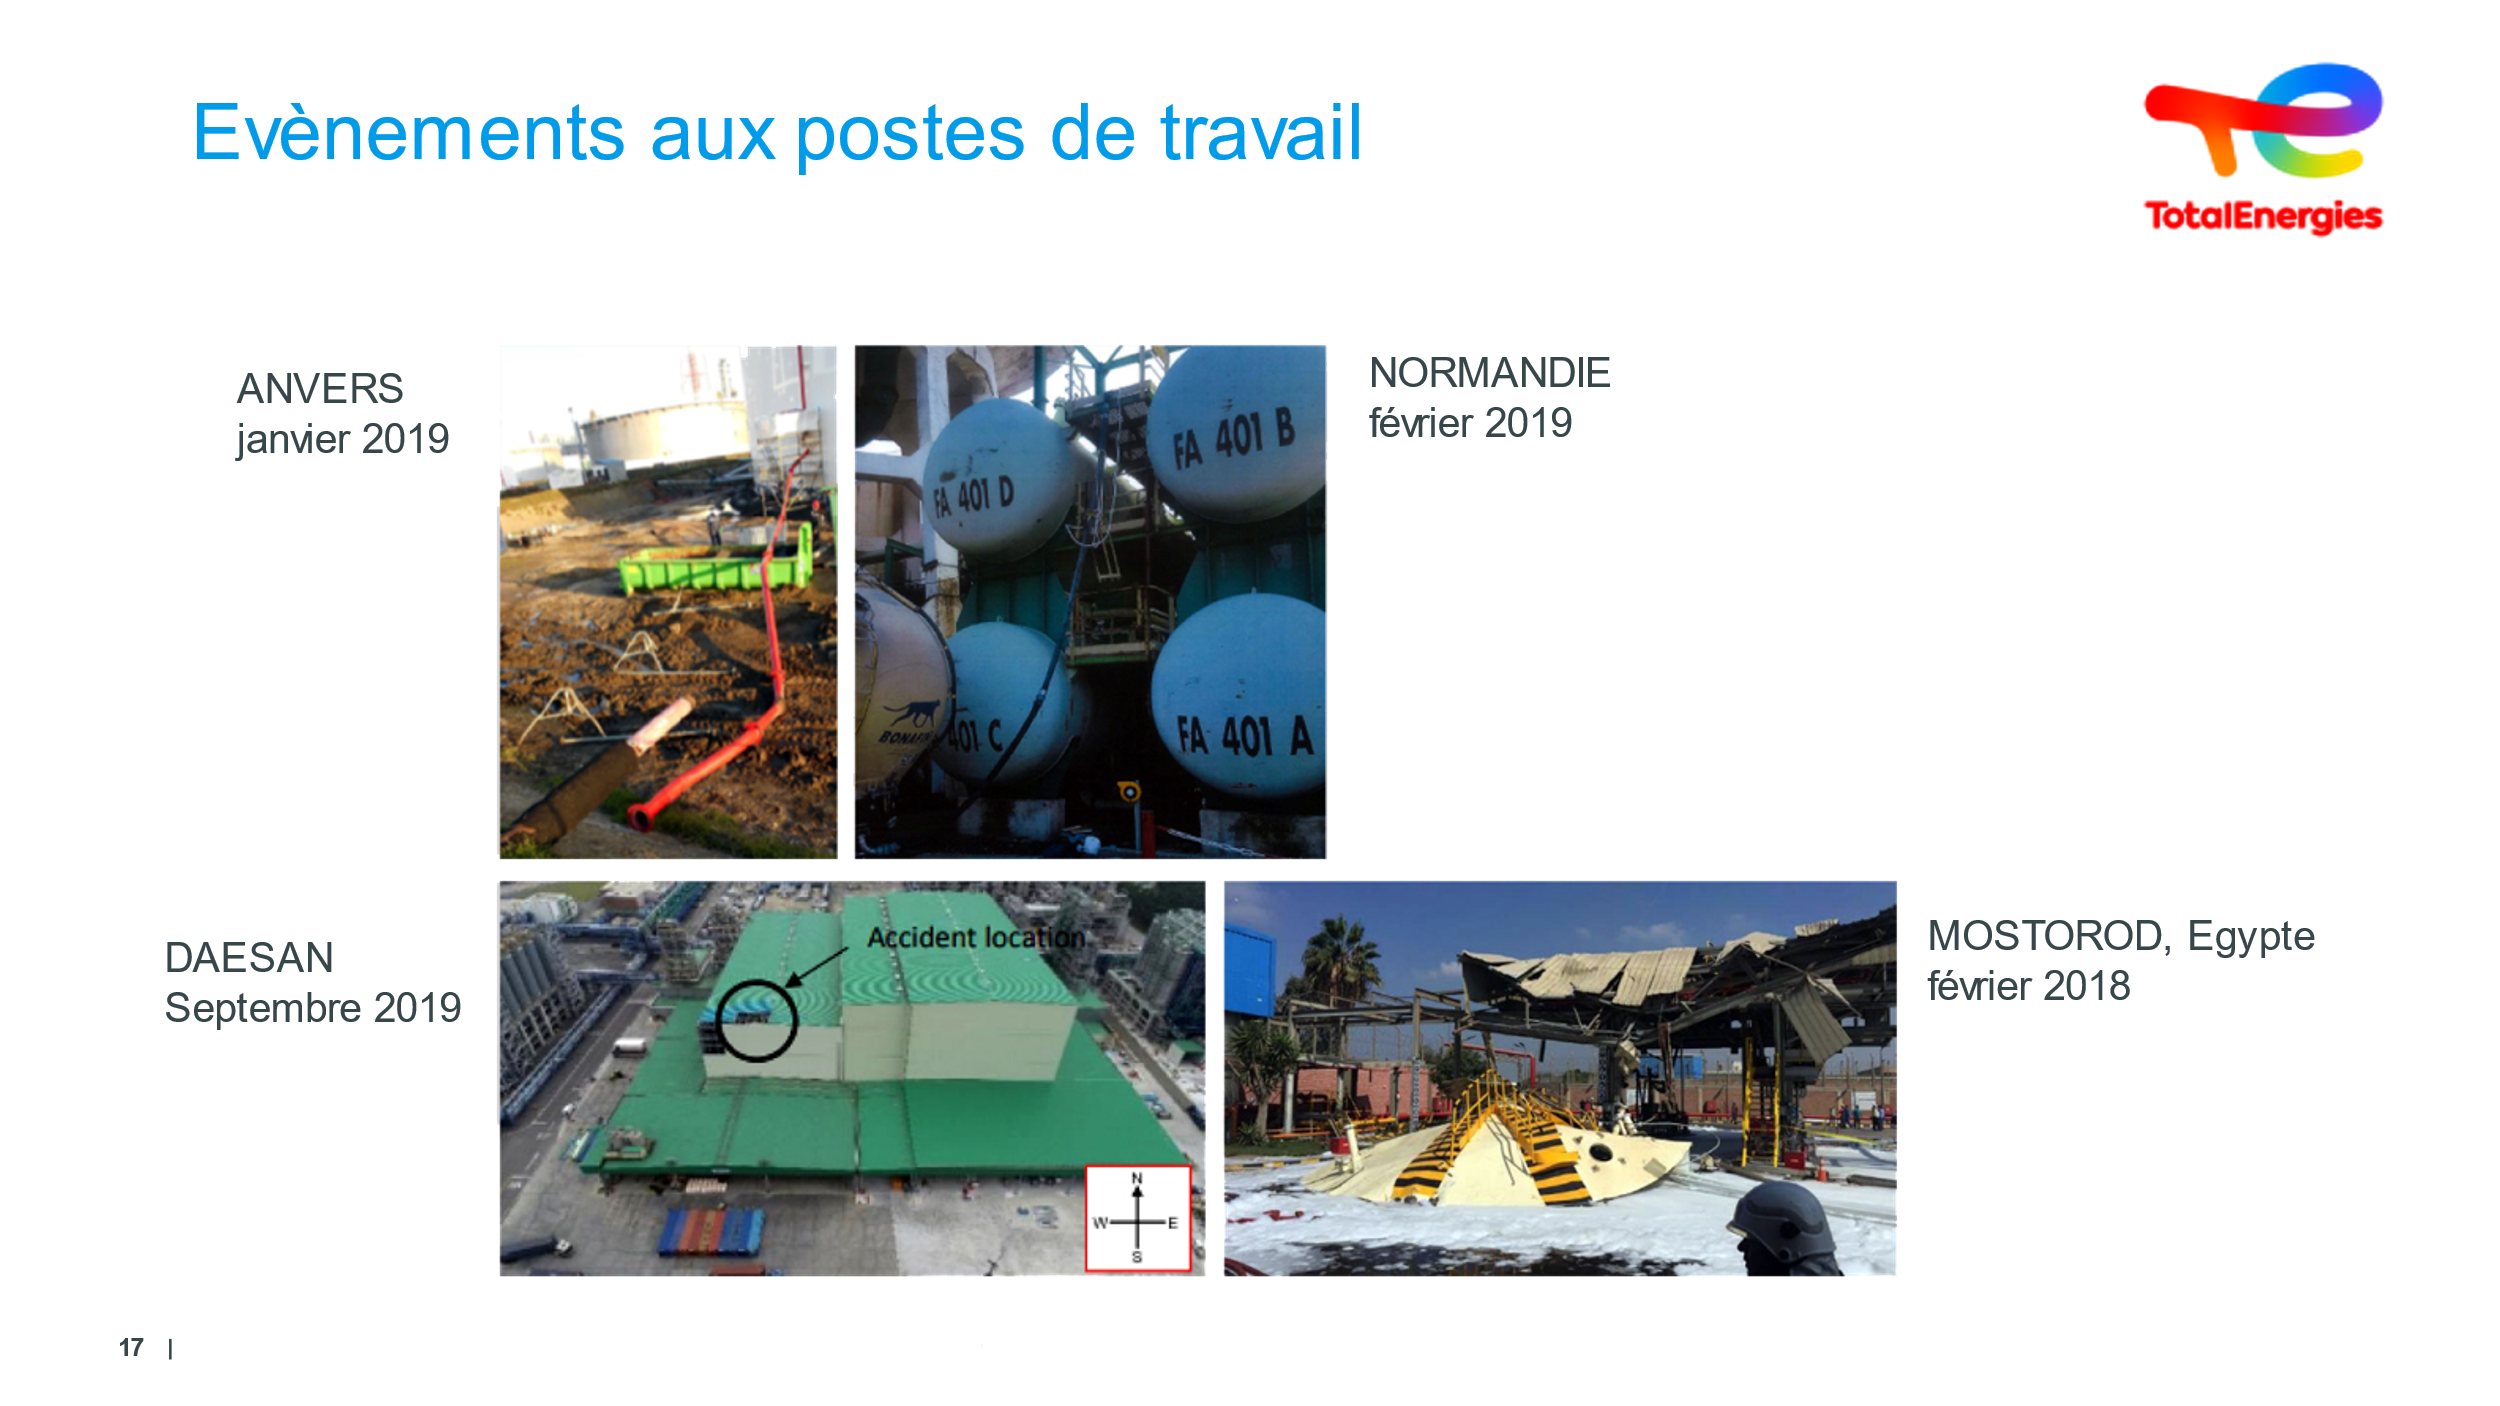 Evènements aux postes de travail
TotalEnergies
ANVERS
janvier 2019
NORMANDIE
février 2019
FA 401 D
FA 401 B
401 C
FA 401 A
DAESAN
Septembre 2019
Accident location
N
W E
S
MOSTOROD, Egypte
février 2018
17 |